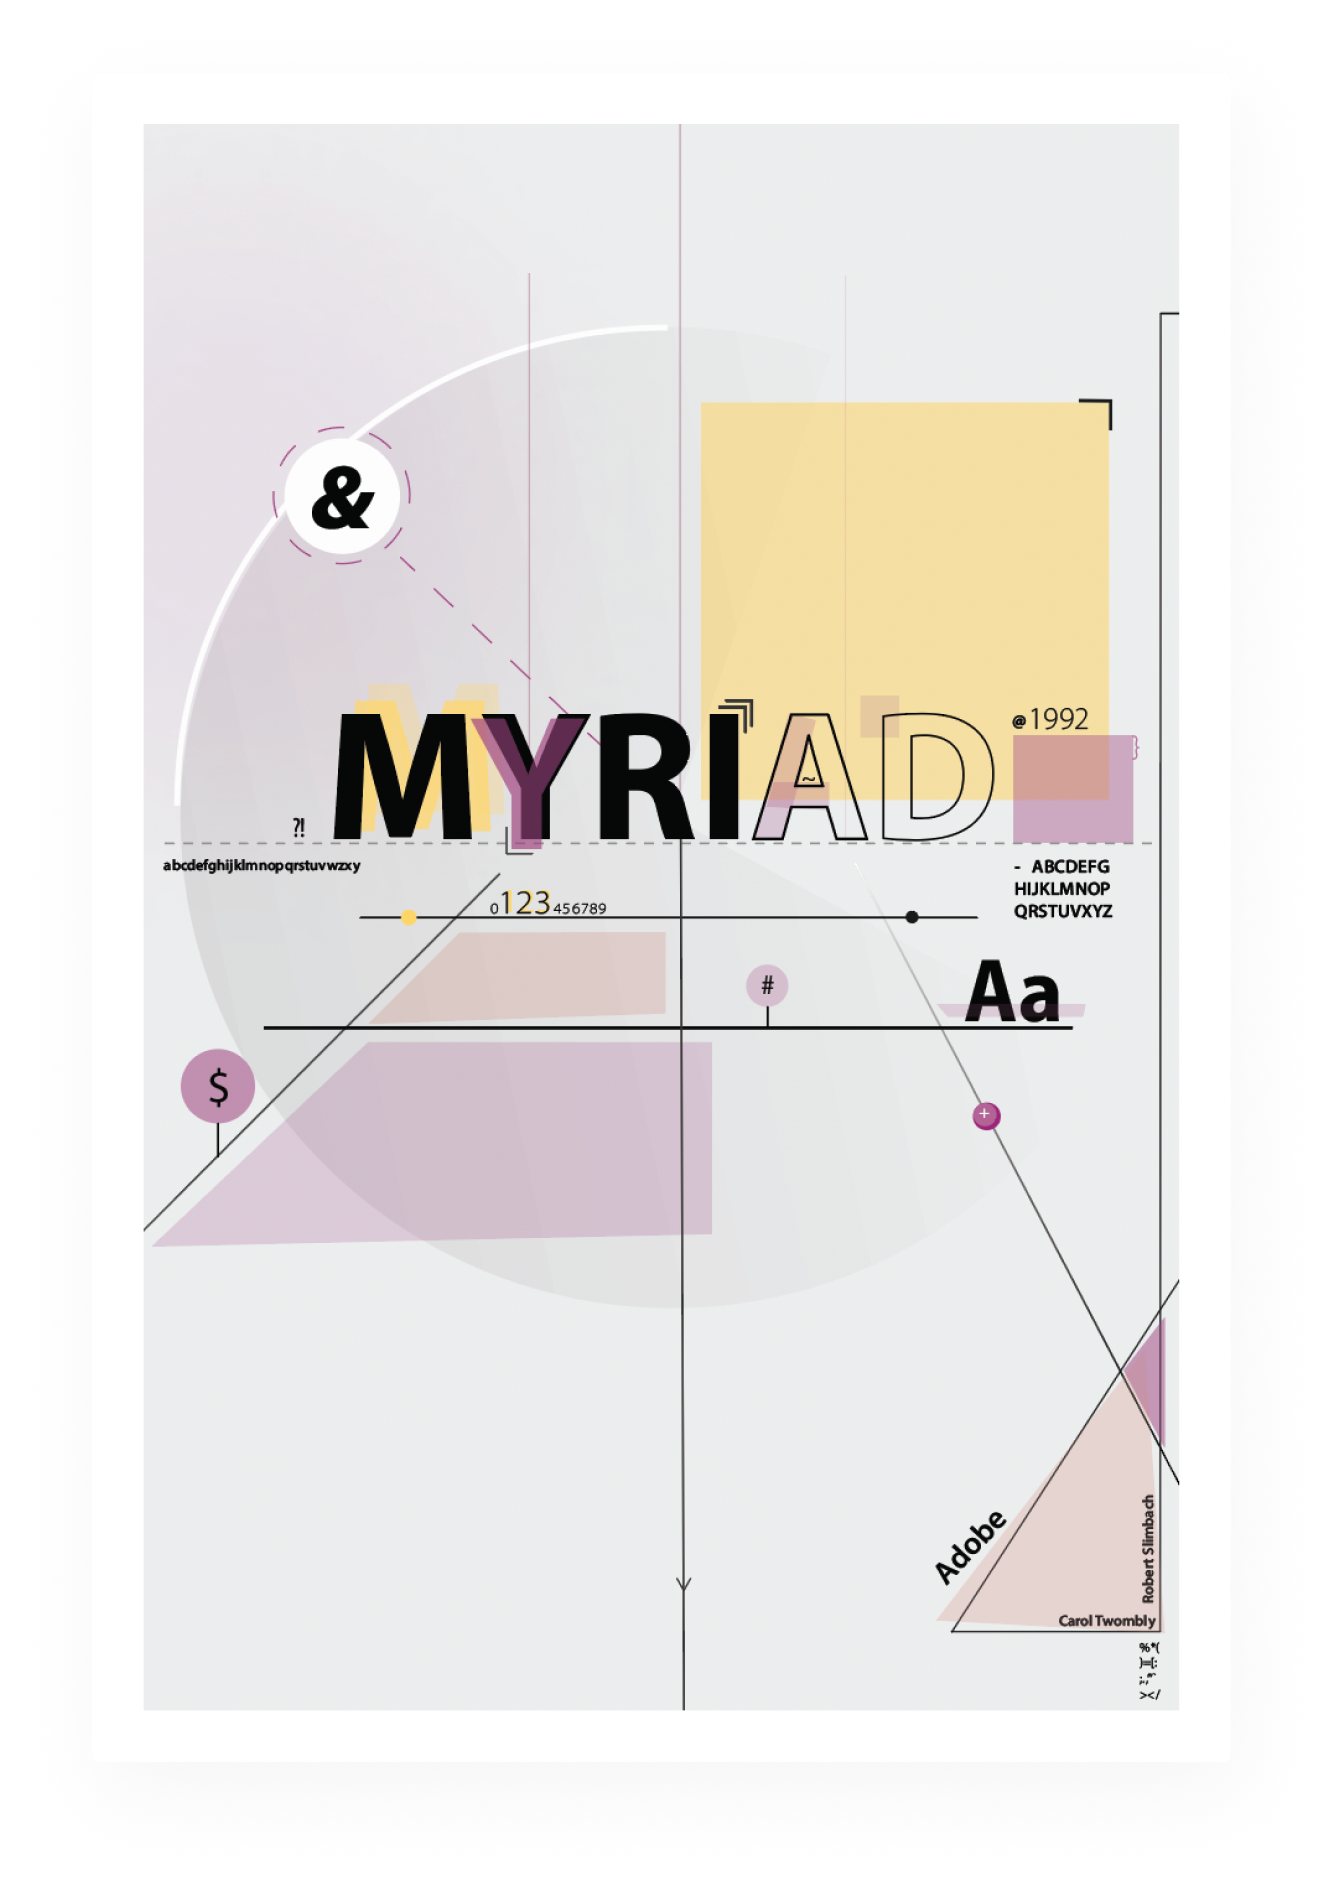 &
MYRIAD
~
@1992
}
?!
abcdefghijklmnopqrstuvwzxy
- ABCDEFG
HIJKLMNOP
QRSTUVXYZ
0123456789
#
Aa
$
+
Adobe
Robert Slimbach
Carol Twombly
%*(